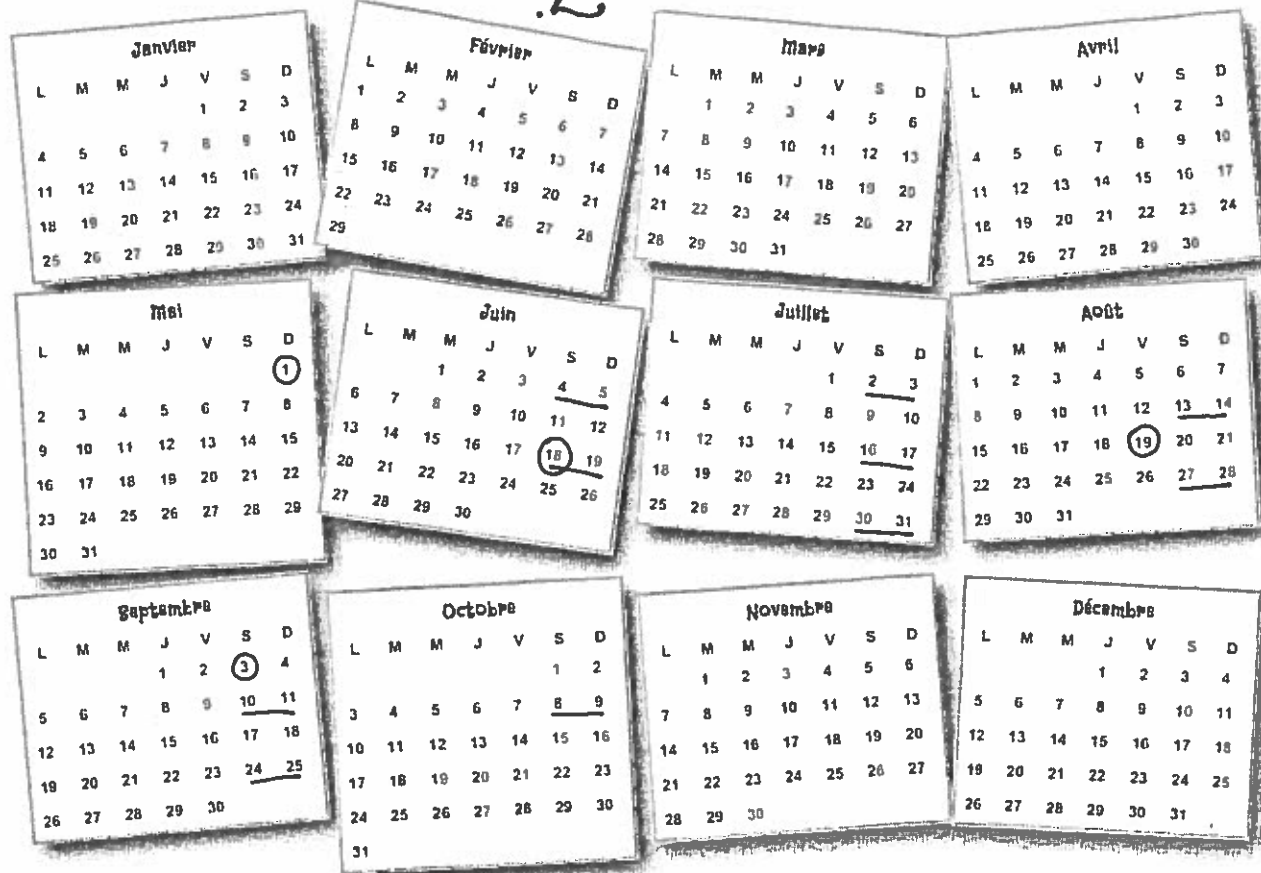 Janvier
L M M J V S D
1 2 3
4 5 6 7 8 9 10
11 12 13 14 15 16 17
18 19 20 21 22 23 24
25 26 27 28 29 30 31
Février
L M M J V S D
1 2 3 4 5 6 7
8 9 10 11 12 13 14
15 16 17 18 19 20 21
22 23 24 25 26 27 28
29
Mars
L M M J V S D
1 2 3 4 5 6
7 8 9 10 11 12 13
14 15 16 17 18 19 20
21 22 23 24 25 26 27
28 29 30 31
Avril
L M M J V S D
1 2 3
4 5 6 7 8 9 10
11 12 13 14 15 16 17
18 19 20 21 22 23 24
25 26 27 28 29 30
Mai
L M M J V S D
1
2 3 4 5 6 7 8
9 10 11 12 13 14 15
16 17 18 19 20 21 22
23 24 25 26 27 28 29
30 31
Juin
L M M J V S D
1 2 3 4 5
6 7 8 9 10 11 12
13 14 15 16 17 18 19
20 21 22 23 24 25 26
27 28 29 30
Juillet
L M M J V S D
1 2 3
4 5 6 7 8 9 10
11 12 13 14 15 16 17
18 19 20 21 22 23 24
25 26 27 28 29 30 31
Août
L M M J V S D
1 2 3 4 5 6 7
8 9 10 11 12 13 14
15 16 17 18 19 20 21
22 23 24 25 26 27 28
29 30 31
Septembre
L M M J V S D
1 2 3 4
5 6 7 8 9 10 11
12 13 14 15 16 17 18
19 20 21 22 23 24 25
26 27 28 29 30
Octobre
L M M J V S D
1 2
3 4 5 6 7 8 9
10 11 12 13 14 15 16
17 18 19 20 21 22 23
24 25 26 27 28 29 30
31
Novembre
L M M J V S D
1 2 3 4 5 6
7 8 9 10 11 12 13
14 15 16 17 18 19 20
21 22 23 24 25 26 27
28 29 30
Décembre
L M M J V S D
1 2 3 4
5 6 7 8 9 10 11
12 13 14 15 16 17 18
19 20 21 22 23 24 25
26 27 28 29 30 31